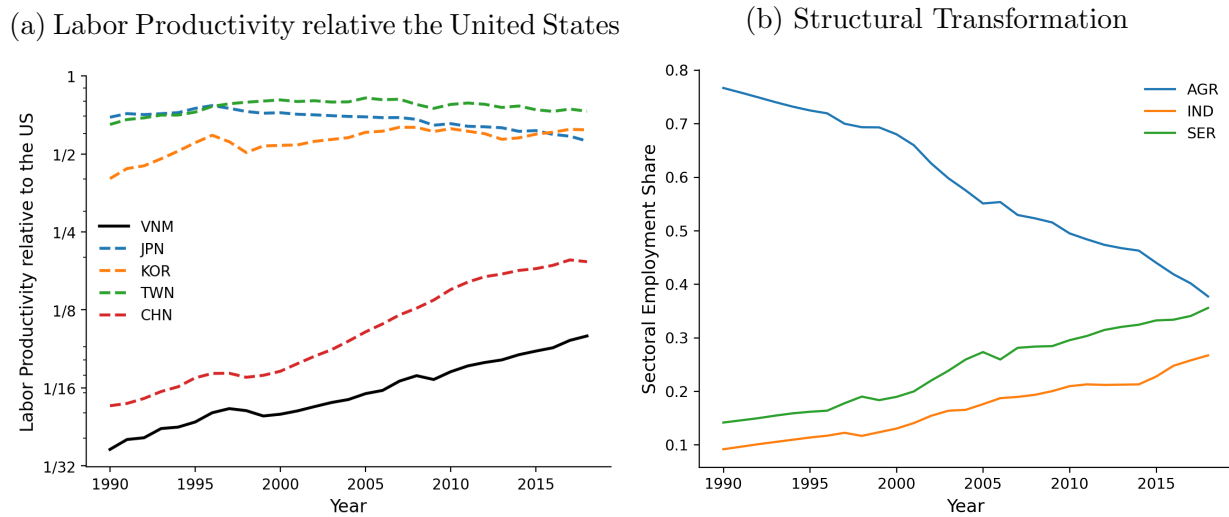 (a) Labor Productivity relative the United States
Labor Productivity relative to the US
1
1/2
1/4
1/8
1/16
1/32
VNM
JPN
KOR
TWN
CHN
1990
1995
2000
2005
2010
2015
Year
(b) Structural Transformation
Sectoral Employment Share
0.8
0.7
0.6
0.5
0.4
0.3
0.2
0.1
AGR
IND
SER
1990
1995
2000
2005
2010
2015
Year